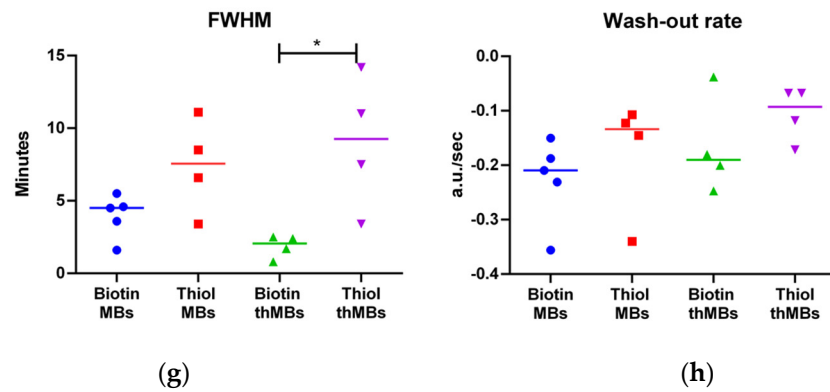 FWHM
*
15
10
5
0
Minutes
Biotin
MBs
Thiol
MBs
Biotin
thMBs
Thiol
thMBs
(g)
Wash-out rate
0.0
-0.1
-0.2
-0.3
-0.4
a.u./sec
Biotin
MBs
Thiol
MBs
Biotin
thMBs
Thiol
thMBs
(h)